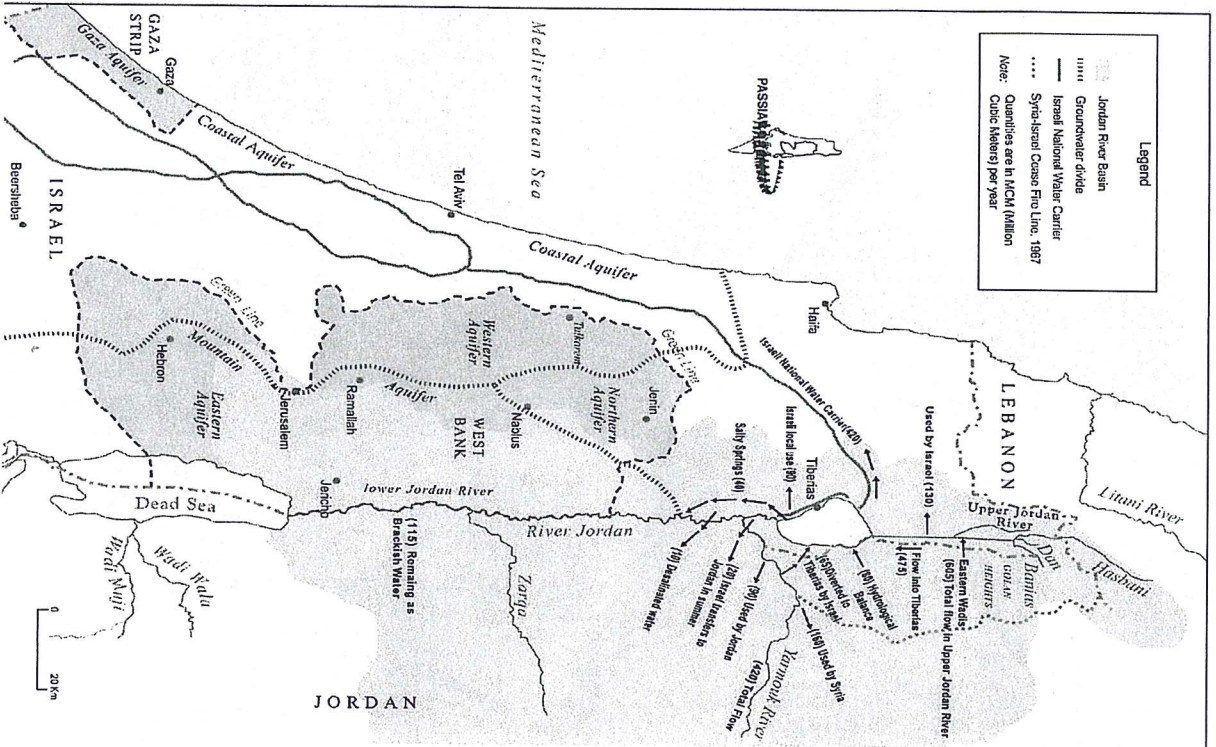 Legend
Jordan River Basin
Groundwater divide
Israeli National Water Carrier
Syria-Israel Cease Fire Line, 1967
Note: Quantities are in MCM (Million
Cubic Meters) per year
PASSIA
Mediterranean Sea
LEBANON
Litani River
Hasbani
Dan
Banias
Upper Jordan
River
GOLAN
HEIGHTS
Eastern Wadis
(605) Total flow in Upper Jordan River
Used by Israel (130)
Flow into Tiberias
(475)
(50) Hydrological
Balance
(65) Diverted to
Tiberias by Israel
(160) Used by Syria
Yarmouk River
(420) Total Flow
(90) Used by Jordan
(20) Israel transfers to
Jordan in summer
(10) Desalinated water
Haifa
Israeli National Water Carrier (420)
Tiberias
Israeli local use (90)
Salty Springs (40)
Coastal Aquifer
Green Line
Jenin
Northern
Aquifer
Tulkarem
Western
Aquifer
Nablus
WEST
BANK
River Jordan
lower Jordan River
Zarqa
Tel Aviv
Mountain Aquifer
Ramallah
Jericho
(115) Remaing as
Brackish Water
Jerusalem
Green Line
Coastal Aquifer
Hebron
Eastern
Aquifer
Dead Sea
Wadi Wala
Wadi Muji
JORDAN
GAZA
STRIP
Gaza
Gaza Aquifer
ISRAEL
Beersheba
0 20 Km